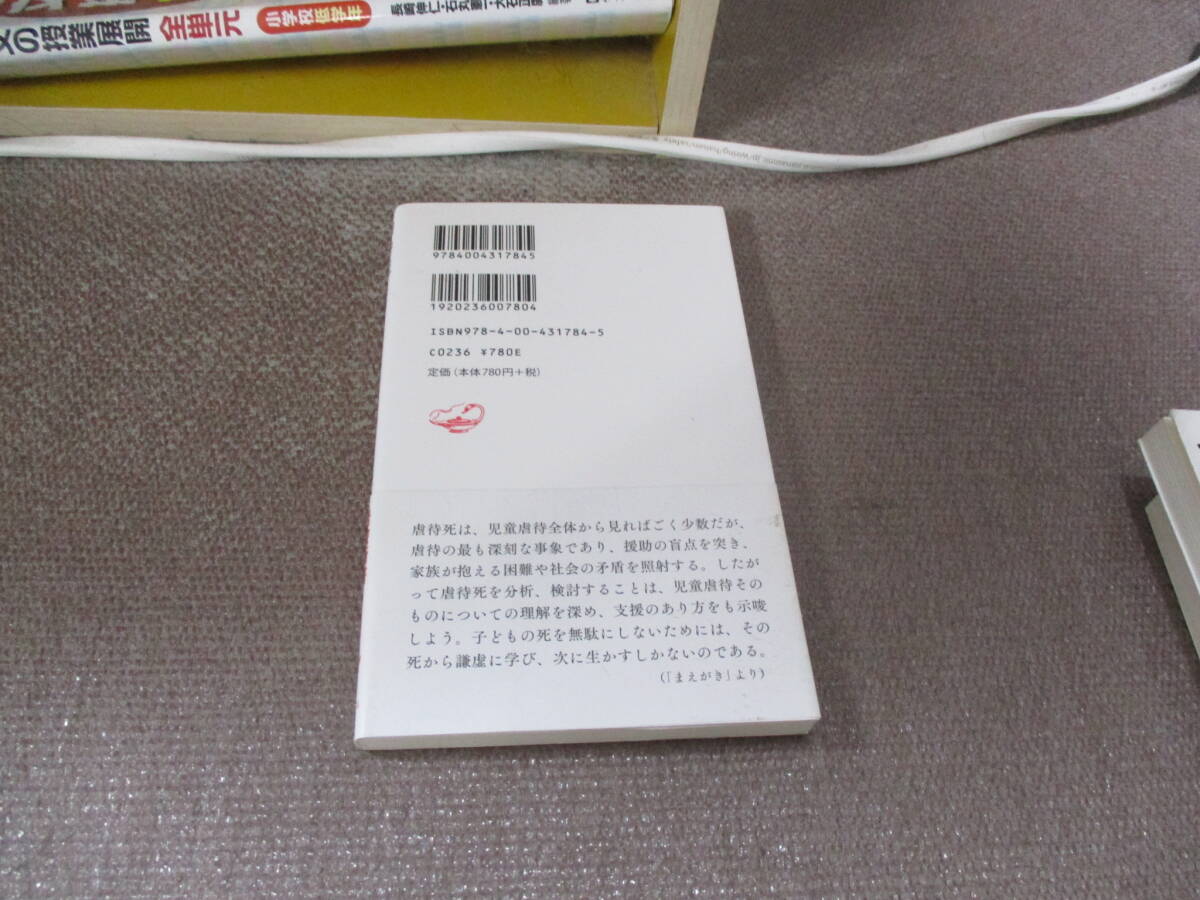 の授業展開 全単元 小学校低学年
9784004317845
1920236007804
ISBN978-4-00-431784-5
C0236 ¥780E
定価(本体780円+税)
虐待死は、児童虐待全体から見ればごく少数だが、
虐待の最も深刻な事象であり、援助の盲点を突き、
家族が抱える困難や社会の矛盾を照射する。したが
って虐待死を分析、検討することは、児童虐待その
ものについての理解を深め、支援のあり方をも示唆
しよう。子どもの死を無駄にしないためには、その
死から謙虚に学び、次に生かすしかないのである。
(「まえがき」より)